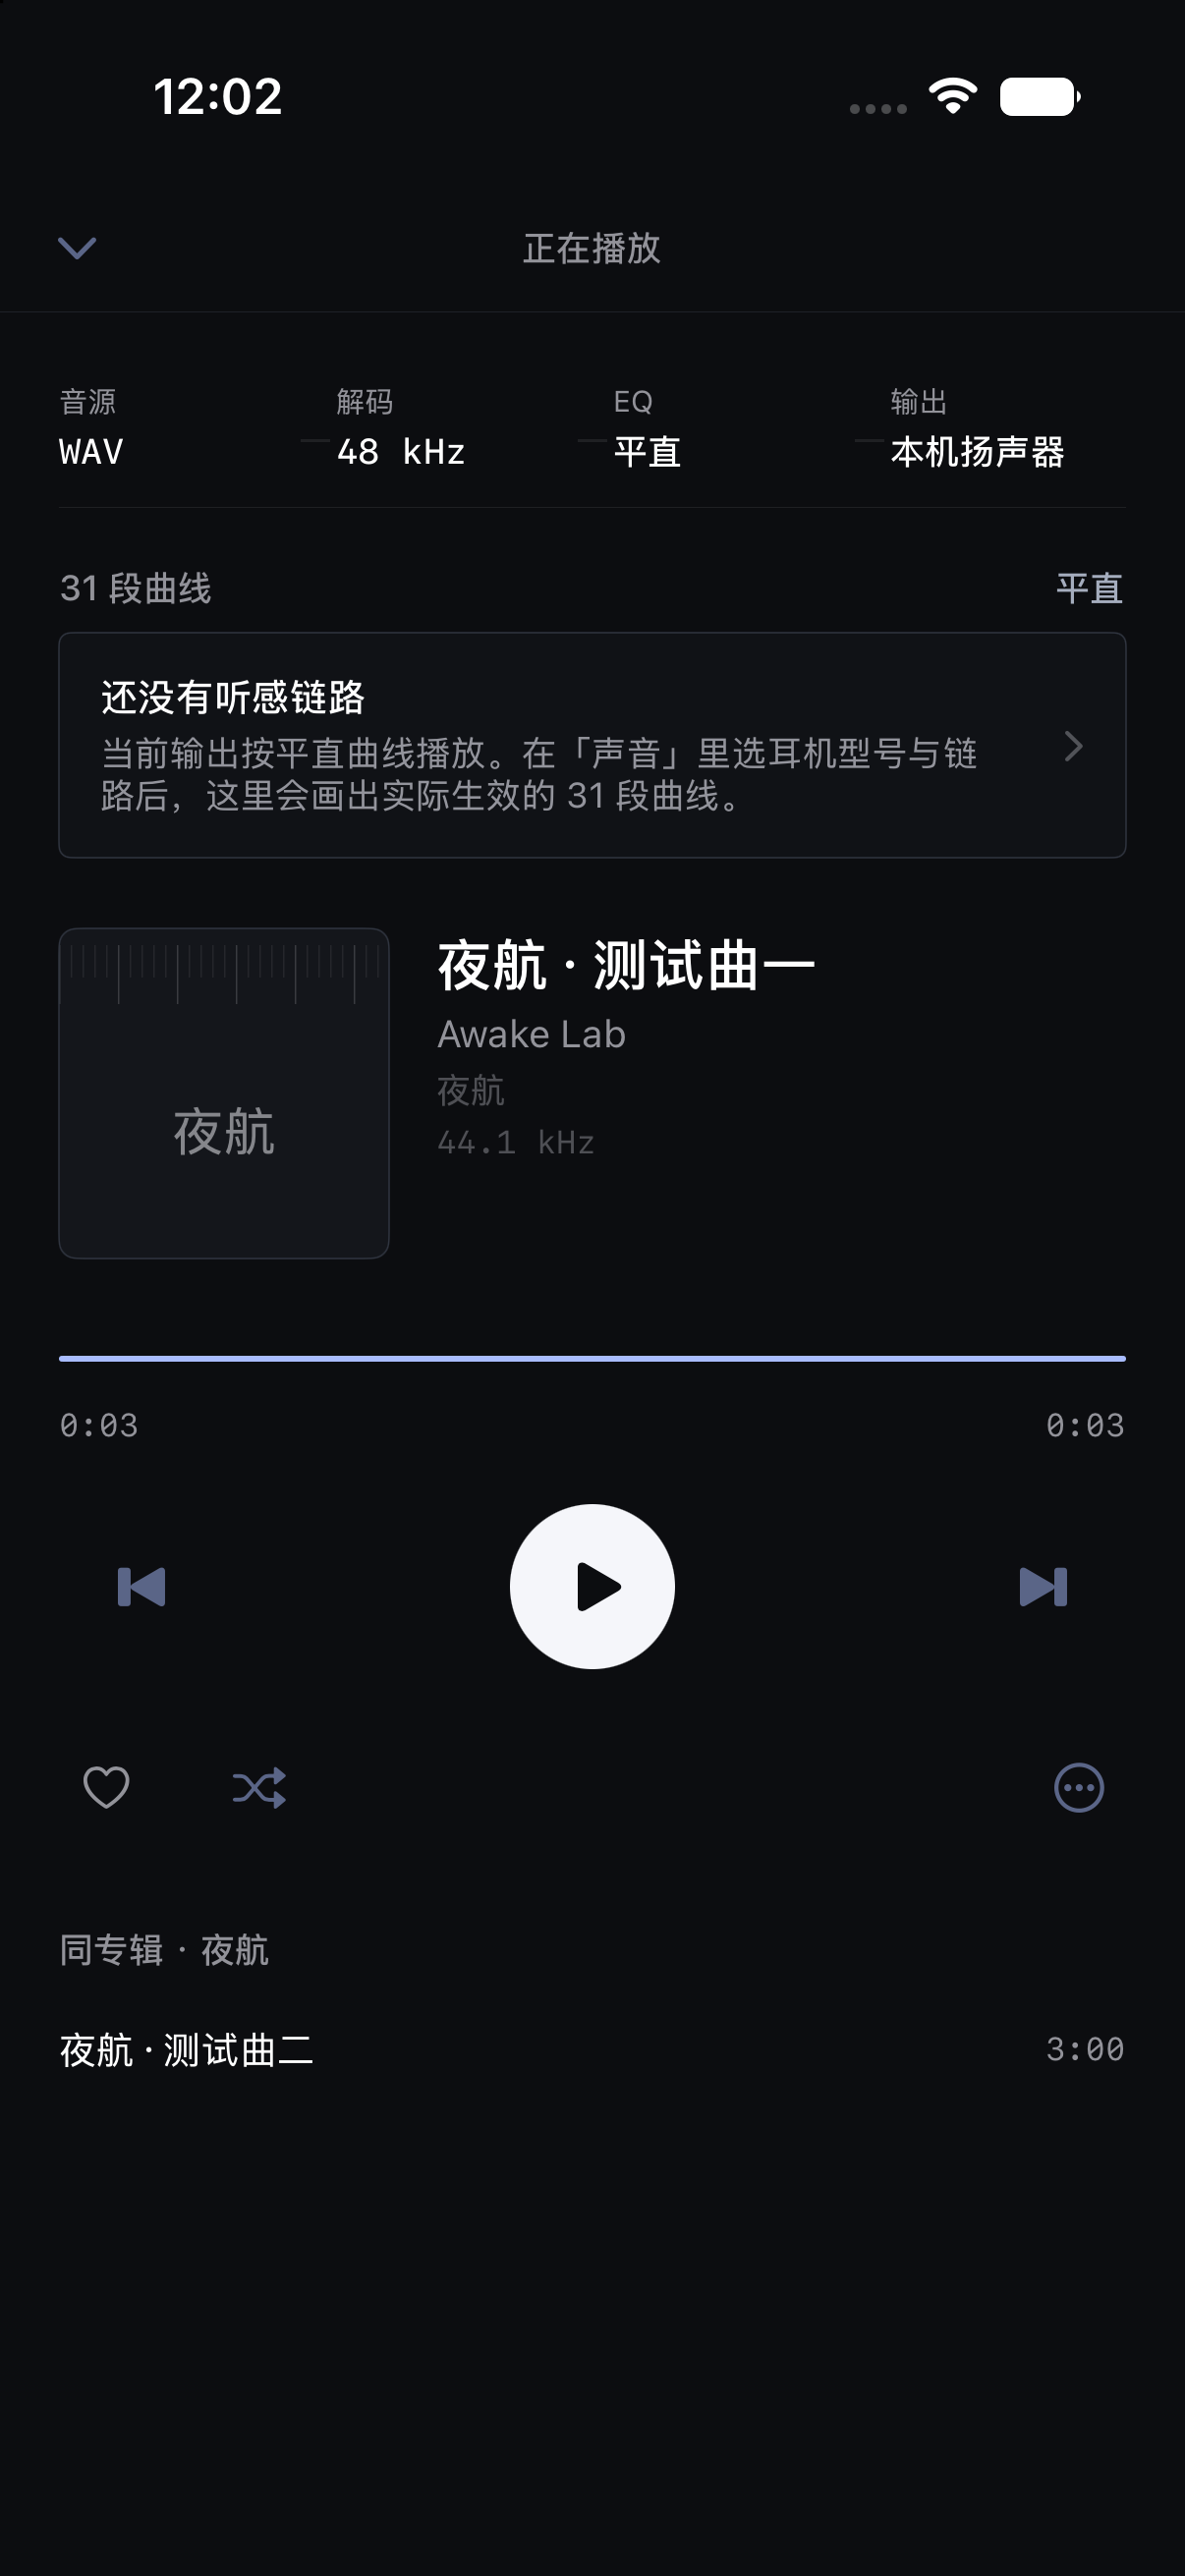 12:02
正在播放
音源 解码 EQ 输出
WAV 48 kHz 平直 本机扬声器
31 段曲线 平直
还没有听感链路
当前输出按平直曲线播放。在「声音」里选耳机型号与链
路后，这里会画出实际生效的 31 段曲线。
夜航 · 测试曲一
Awake Lab
夜航
44.1 kHz
夜航
0:03 0:03
同专辑 · 夜航
夜航 · 测试曲二 3:00